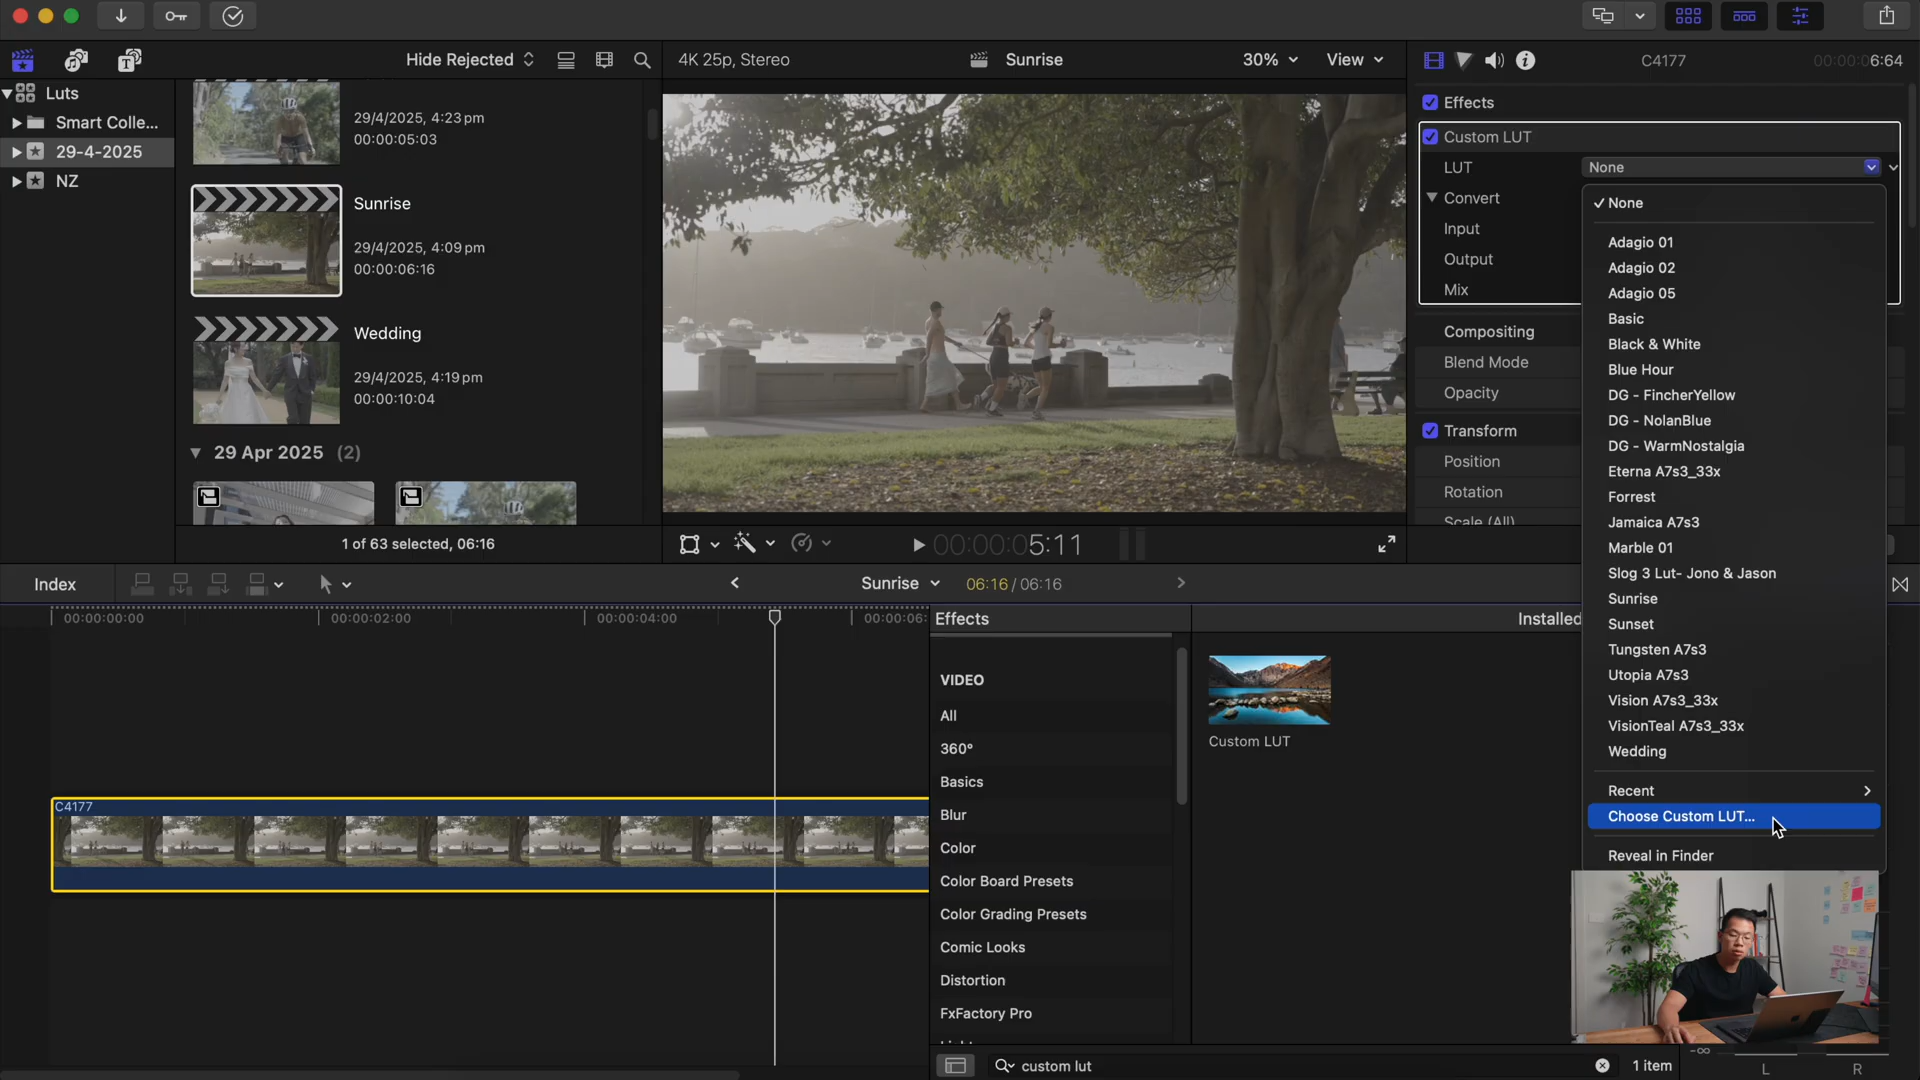 Hide Rejected
4K 25p, Stereo
Sunrise
30%
View
C4177
00:00:06:64
Luts
Smart Colle...
29-4-2025
NZ
29/4/2025, 4:23 pm
00:00:05:03
Sunrise
29/4/2025, 4:09 pm
00:00:06:16
Wedding
29/4/2025, 4:19 pm
00:00:10:04
29 Apr 2025 (2)
1 of 63 selected, 06:16
00:00:05:11
Effects
Custom LUT
LUT
None
Convert
Input
Output
Mix
Compositing
Blend Mode
Opacity
Transform
Position
Rotation
Scale (All)
None
Adagio 01
Adagio 02
Adagio 05
Basic
Black & White
Blue Hour
DG - FincherYellow
DG - NolanBlue
DG - WarmNostalgia
Eterna A7s3_33x
Forrest
Jamaica A7s3
Marble 01
Slog 3 Lut- Jono & Jason
Sunrise
Sunset
Tungsten A7s3
Utopia A7s3
Vision A7s3_33x
VisionTeal A7s3_33x
Wedding
Recent
Choose Custom LUT...
Reveal in Finder
Index
Sunrise
06:16 / 06:16
00:00:00:00
00:00:02:00
00:00:04:00
00:00:06:
C4177
Effects
Installed
VIDEO
All
360°
Basics
Blur
Color
Color Board Presets
Color Grading Presets
Comic Looks
Distortion
FxFactory Pro
Custom LUT
custom lut
1 item
-∞
L
R